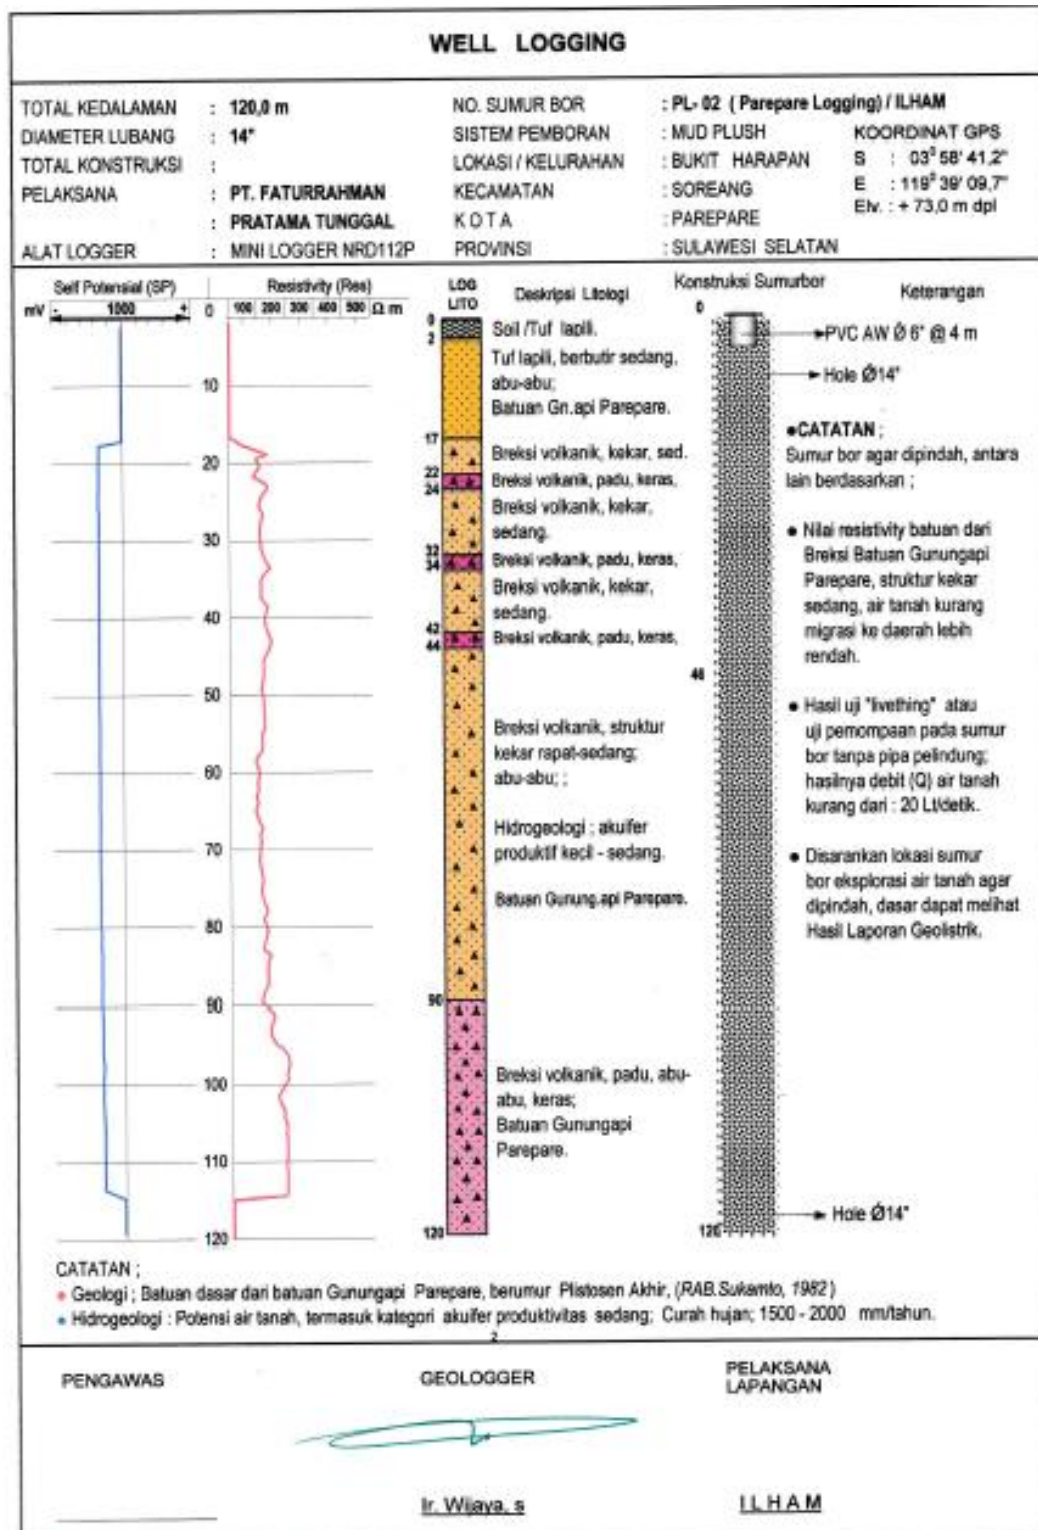 WELL LOGGING
TOTAL KEDALAMAN : 120,0 m
DIAMETER LUBANG : 14"
TOTAL KONSTRUKSI :
PELAKSANA : PT. FATURRAHMAN
: PRATAMA TUNGGAL
ALAT LOGGER : MINI LOGGER NRD112P
NO. SUMUR BOR : PL- 02 ( Parepare Logging) / ILHAM
SISTEM PEMBORAN : MUD PLUSH
LOKASI / KELURAHAN : BUKIT HARAPAN
KECAMATAN : SOREANG
K O T A : PAREPARE
PROVINSI : SULAWESI SELATAN
KOORDINAT GPS
S : 03⁰ 58' 41,2"
E : 119⁰ 39' 09,7"
Elv. : + 73,0 m dpl
Self Potensial (SP)
mV - 1000 +
0
Resistivity (Res)
100 200 300 400 500 Ω m
LOG
LITO
Deskripsi Litologi
Konstruksi Sumurbor
Keterangan
10
20
30
40
50
60
70
80
90
100
110
120
0
2
17
22
24
32
34
42
44
90
120
Soil /Tuf lapili.
Tuf lapili, berbutir sedang,
abu-abu;
Batuan Gn.api Parepare.
Breksi volkanik, kekar, sed.
Breksi volkanik, padu, keras,
Breksi volkanik, kekar,
sedang.
Breksi volkanik, padu, keras,
Breksi volkanik, kekar,
sedang.
Breksi volkanik, padu, keras,
Breksi volkanik, struktur
kekar rapat-sedang;
abu-abu; ;
Hidrogeologi ; akuifer
produktif kecil - sedang.
Batuan Gunung.api Parepare.
Breksi volkanik, padu, abu-
abu, keras;
Batuan Gunungapi
Parepare.
0
46
120
PVC AW Ø 6" @ 4 m
Hole Ø14"
●CATATAN ;
Sumur bor agar dipindah, antara
lain berdasarkan ;
● Nilai resistivity batuan dari
Breksi Batuan Gunungapi
Parepare, struktur kekar
sedang, air tanah kurang
migrasi ke daerah lebih
rendah.
● Hasil uji "livething" atau
uji pemompaan pada sumur
bor tanpa pipa pelindung;
hasilnya debit (Q) air tanah
kurang dari : 20 Lt/detik.
● Disarankan lokasi sumur
bor eksplorasi air tanah agar
dipindah, dasar dapat melihat
Hasil Laporan Geolistrik.
Hole Ø14"
CATATAN ;
● Geologi ; Batuan dasar dari batuan Gunungapi Parepare, berumur Plistosen Akhir, (RAB.Sukamto, 1982 )
● Hidrogeologi : Potensi air tanah, termasuk kategori akuifer produktivitas sedang; Curah hujan; 1500 - 2000 mm/tahun.
2
PENGAWAS
GEOLOGGER
PELAKSANA
LAPANGAN
Ir. Wijaya, s
I L H A M